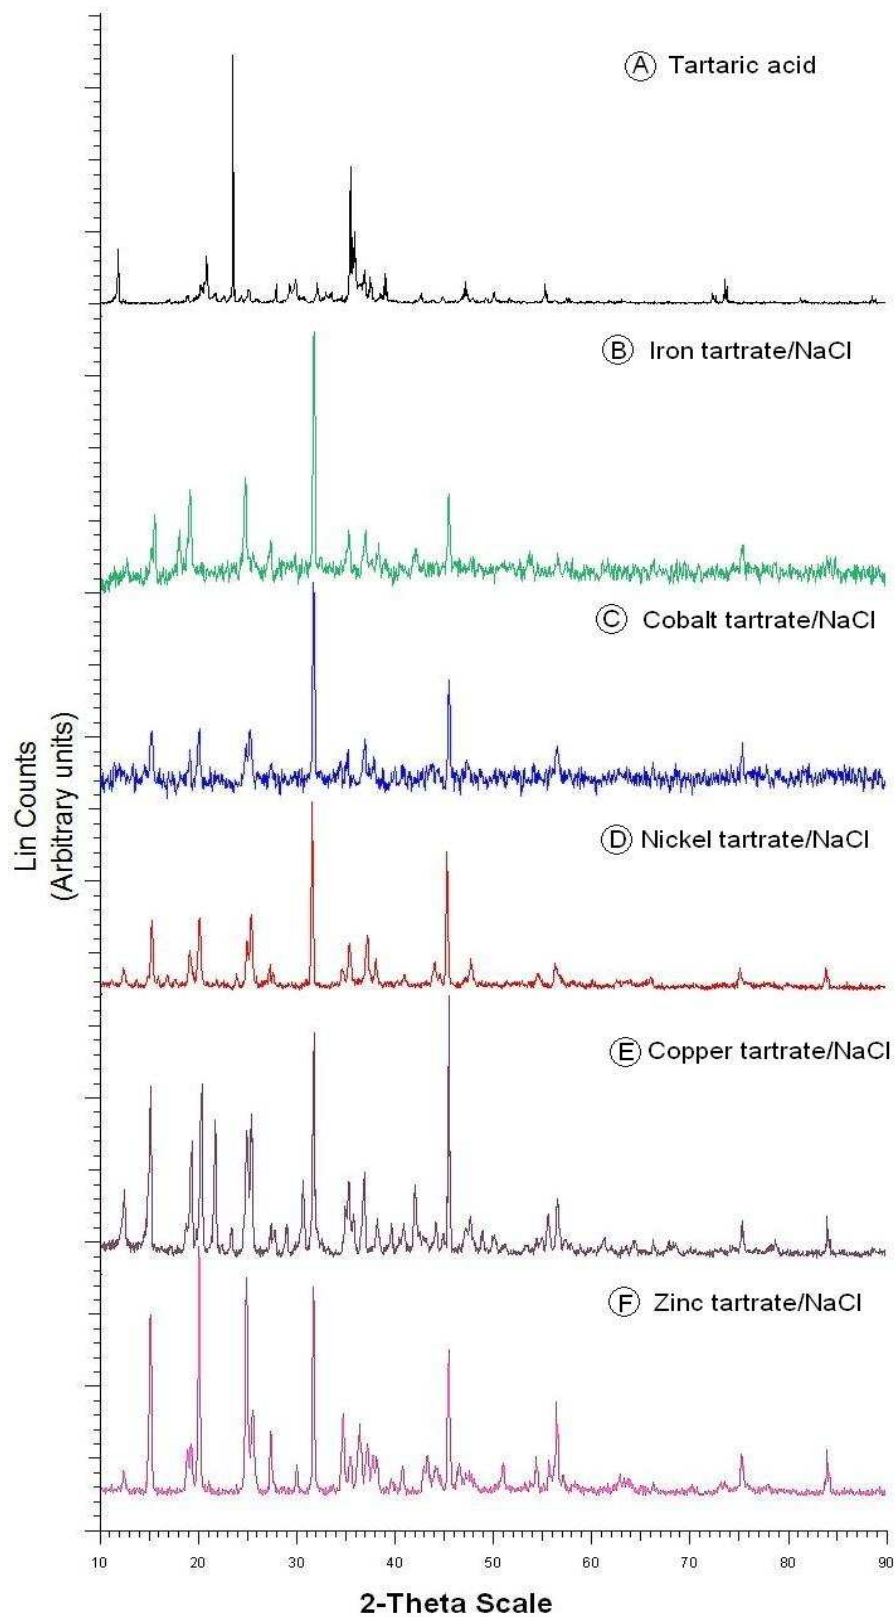 A Tartaric acid
B Iron tartrate/NaCl
C Cobalt tartrate/NaCl
D Nickel tartrate/NaCl
E Copper tartrate/NaCl
F Zinc tartrate/NaCl
Lin Counts
(Arbitrary units)
10 20 30 40 50 60 70 80 90
2-Theta Scale